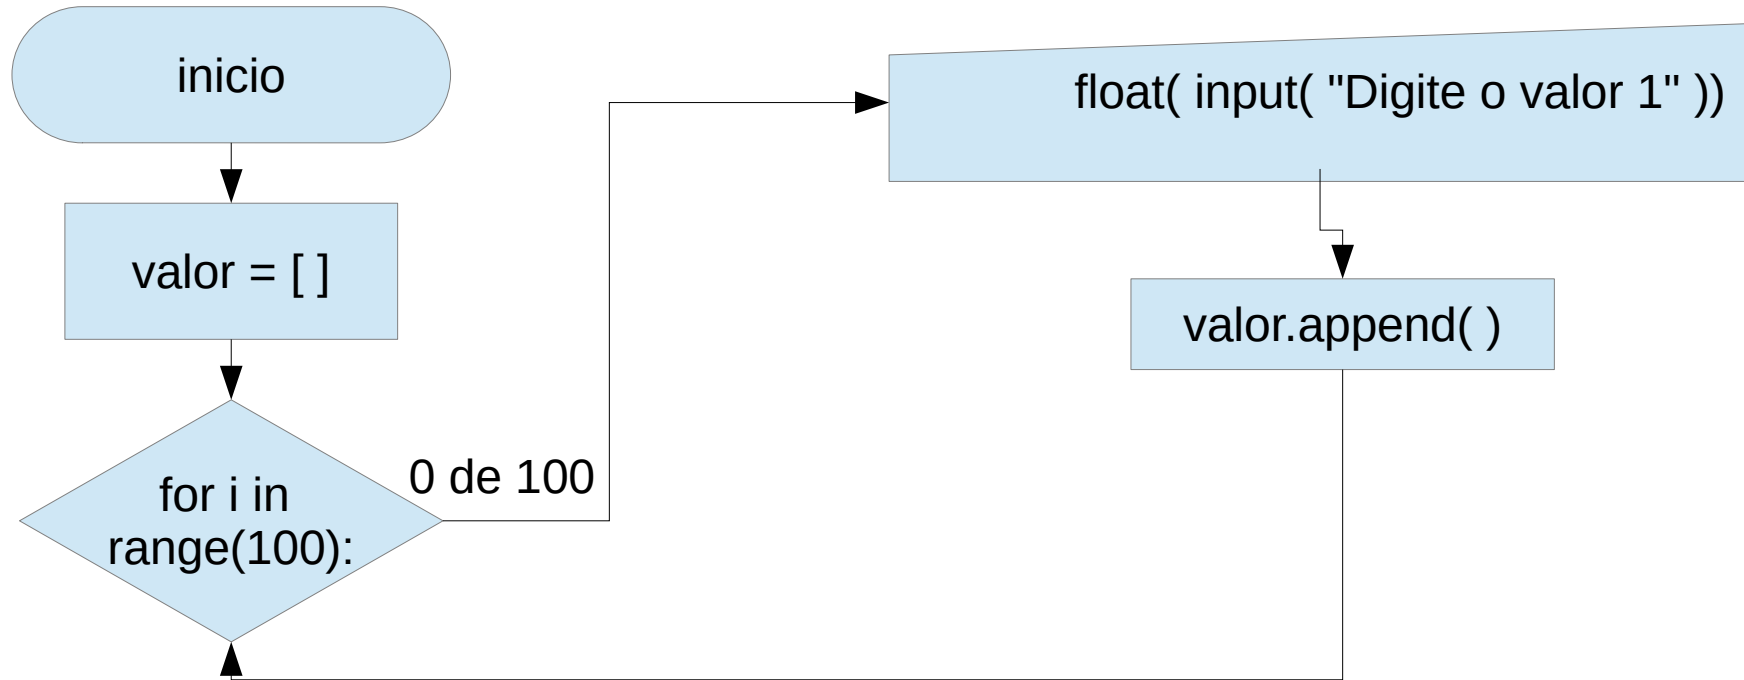 inicio
valor = [ ]
for i in
range(100):
0 de 100
float( input( "Digite o valor 1" ))
valor.append( )